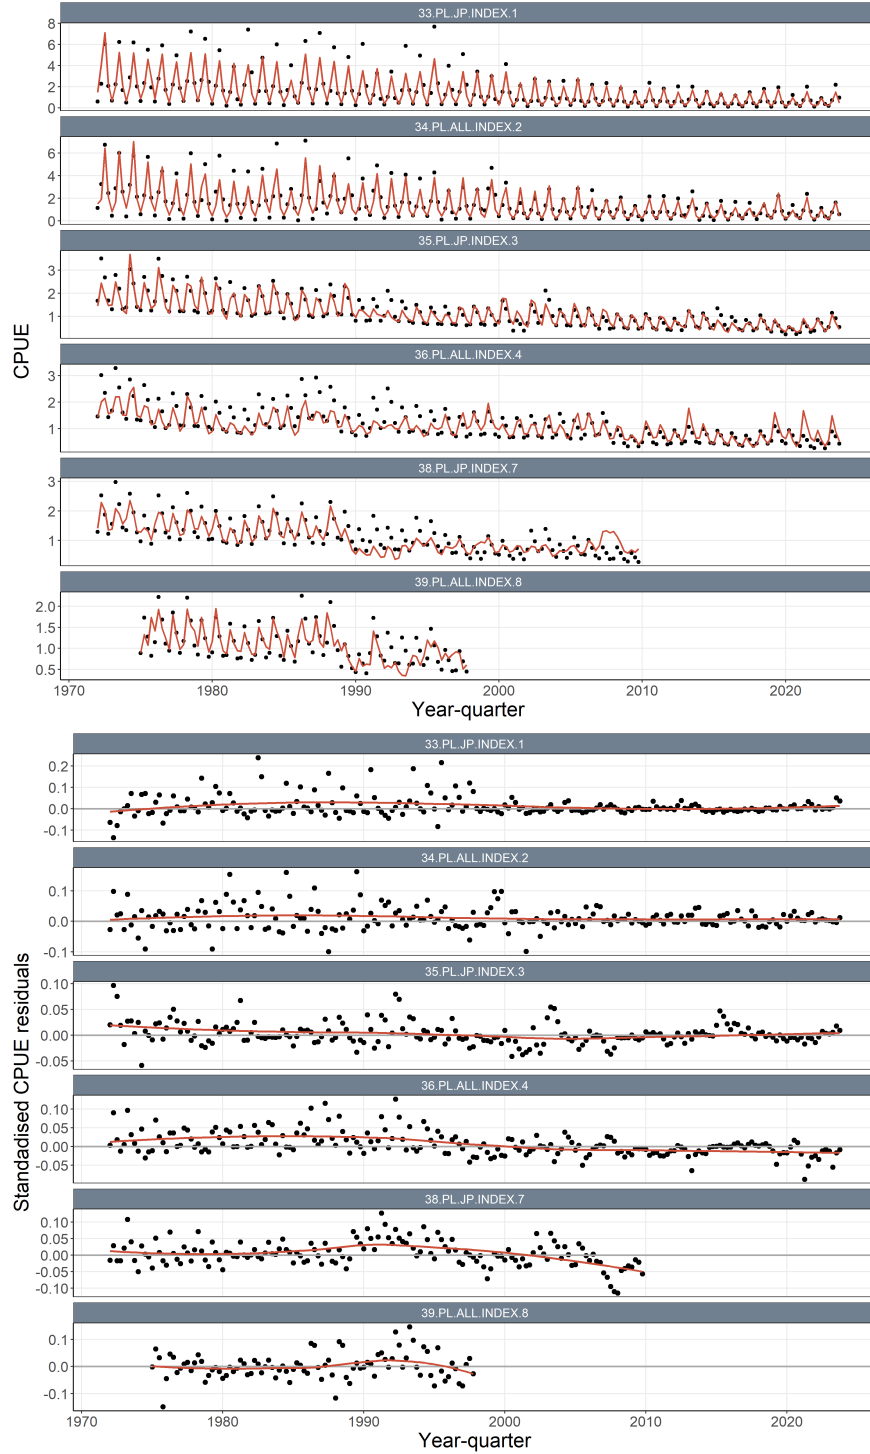 33.PL.JP.INDEX.1
8
6
4
2
0
34.PL.ALL.INDEX.2
6
4
2
0
35.PL.JP.INDEX.3
3
2
1
36.PL.ALL.INDEX.4
3
2
1
38.PL.JP.INDEX.7
3
2
1
39.PL.ALL.INDEX.8
2.0
1.5
1.0
0.5
CPUE
1970 1980 1990 2000 2010 2020
Year-quarter
33.PL.JP.INDEX.1
0.2
0.1
0.0
-0.1
34.PL.ALL.INDEX.2
0.1
0.0
-0.1
35.PL.JP.INDEX.3
0.10
0.05
0.00
-0.05
36.PL.ALL.INDEX.4
0.10
0.05
0.00
-0.05
38.PL.JP.INDEX.7
0.10
0.05
0.00
-0.05
-0.10
39.PL.ALL.INDEX.8
0.1
0.0
-0.1
Standadised CPUE residuals
1970 1980 1990 2000 2010 2020
Year-quarter